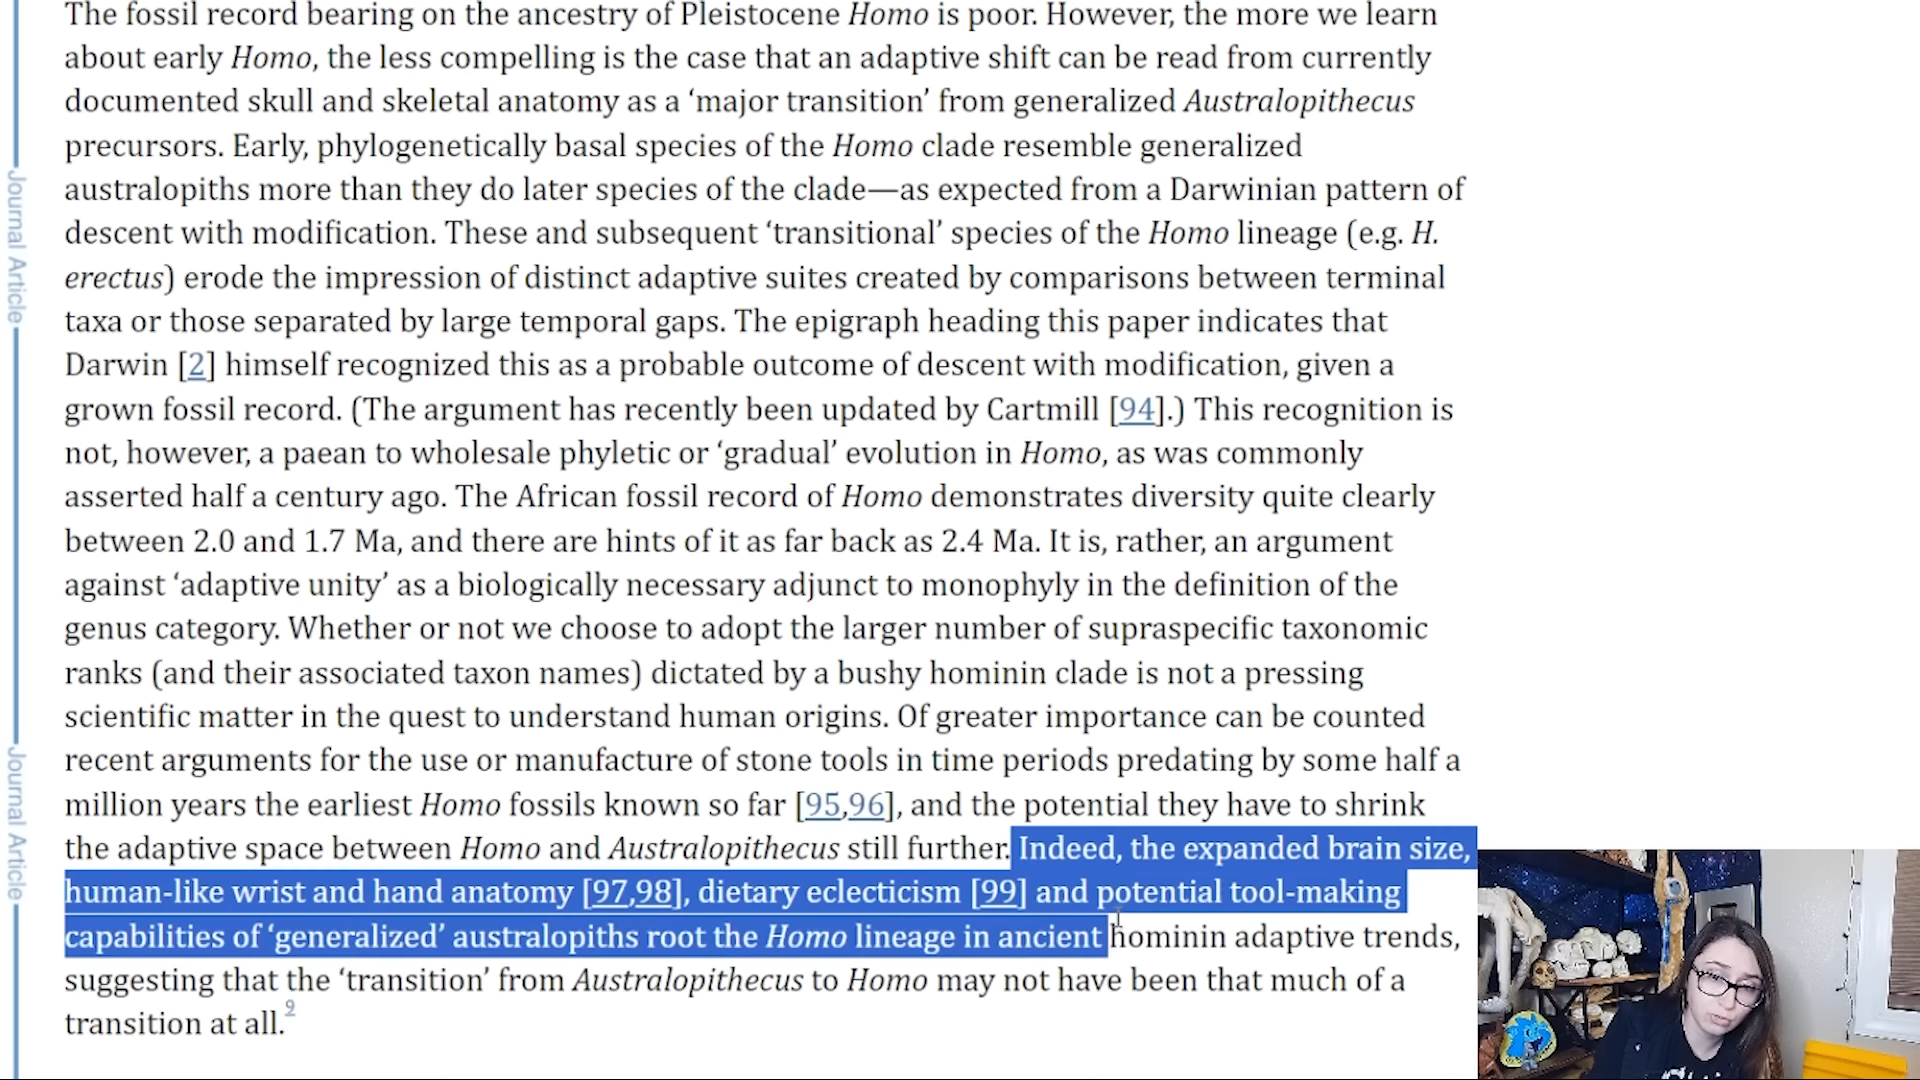 The fossil record bearing on the ancestry of Pleistocene Homo is poor. However, the more we learn
about early Homo, the less compelling is the case that an adaptive shift can be read from currently
documented skull and skeletal anatomy as a ‘major transition’ from generalized Australopithecus
precursors. Early, phylogenetically basal species of the Homo clade resemble generalized
australopiths more than they do later species of the clade—as expected from a Darwinian pattern of
descent with modification. These and subsequent ‘transitional’ species of the Homo lineage (e.g. H.
erectus) erode the impression of distinct adaptive suites created by comparisons between terminal
taxa or those separated by large temporal gaps. The epigraph heading this paper indicates that
Darwin [2] himself recognized this as a probable outcome of descent with modification, given a
grown fossil record. (The argument has recently been updated by Cartmill [94].) This recognition is
not, however, a paean to wholesale phyletic or ‘gradual’ evolution in Homo, as was commonly
asserted half a century ago. The African fossil record of Homo demonstrates diversity quite clearly
between 2.0 and 1.7 Ma, and there are hints of it as far back as 2.4 Ma. It is, rather, an argument
against ‘adaptive unity’ as a biologically necessary adjunct to monophyly in the definition of the
genus category. Whether or not we choose to adopt the larger number of supraspecific taxonomic
ranks (and their associated taxon names) dictated by a bushy hominin clade is not a pressing
scientific matter in the quest to understand human origins. Of greater importance can be counted
recent arguments for the use or manufacture of stone tools in time periods predating by some half a
million years the earliest Homo fossils known so far [95,96], and the potential they have to shrink
the adaptive space between Homo and Australopithecus still further. Indeed, the expanded brain size,
human-like wrist and hand anatomy [97,98], dietary eclecticism [99] and potential tool-making
capabilities of ‘generalized’ australopiths root the Homo lineage in ancient hominin adaptive trends,
suggesting that the ‘transition’ from Australopithecus to Homo may not have been that much of a
transition at all.9
Journal Article
Journal Article